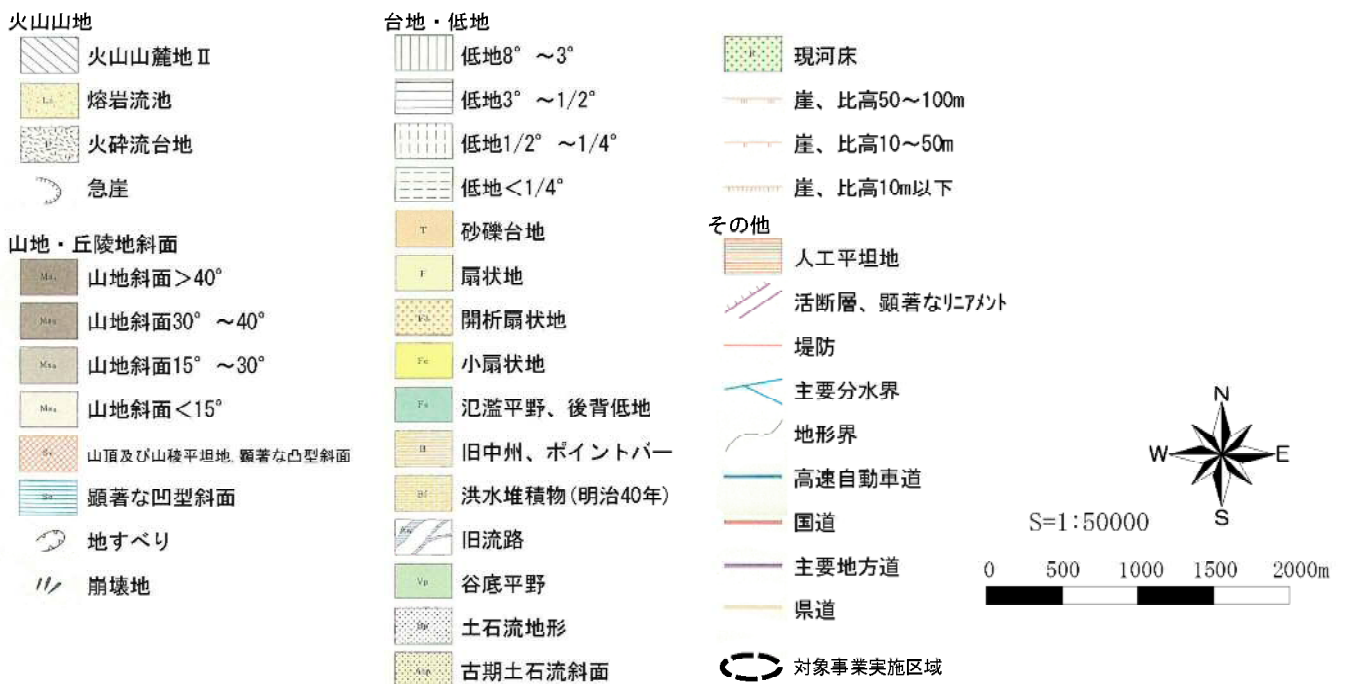 火山山地
火山山麓地Ⅱ
熔岩流池
火砕流台地
急崖
山地・丘陵地斜面
山地斜面>40°
山地斜面30° ～40°
山地斜面15° ～30°
山地斜面<15°
山頂及び山稜平坦地、顕著な凸型斜面
顕著な凹型斜面
地すべり
崩壊地
台地・低地
低地8° ～3°
低地3° ～1/2°
低地1/2° ～1/4°
低地<1/4°
T 砂礫台地
F 扇状地
開析扇状地
小扇状地
氾濫平野、後背低地
B 旧中州、ポイントバー
洪水堆積物(明治40年)
旧流路
Vp 谷底平野
土石流地形
古期土石流斜面
R 現河床
崖、比高50～100m
崖、比高10～50m
崖、比高10m以下
その他
人工平坦地
活断層、顕著なリニアメント
堤防
主要分水界
地形界
高速自動車道
国道
主要地方道
県道
対象事業実施区域
N
W E
S
S=1:50000
0 500 1000 1500 2000m